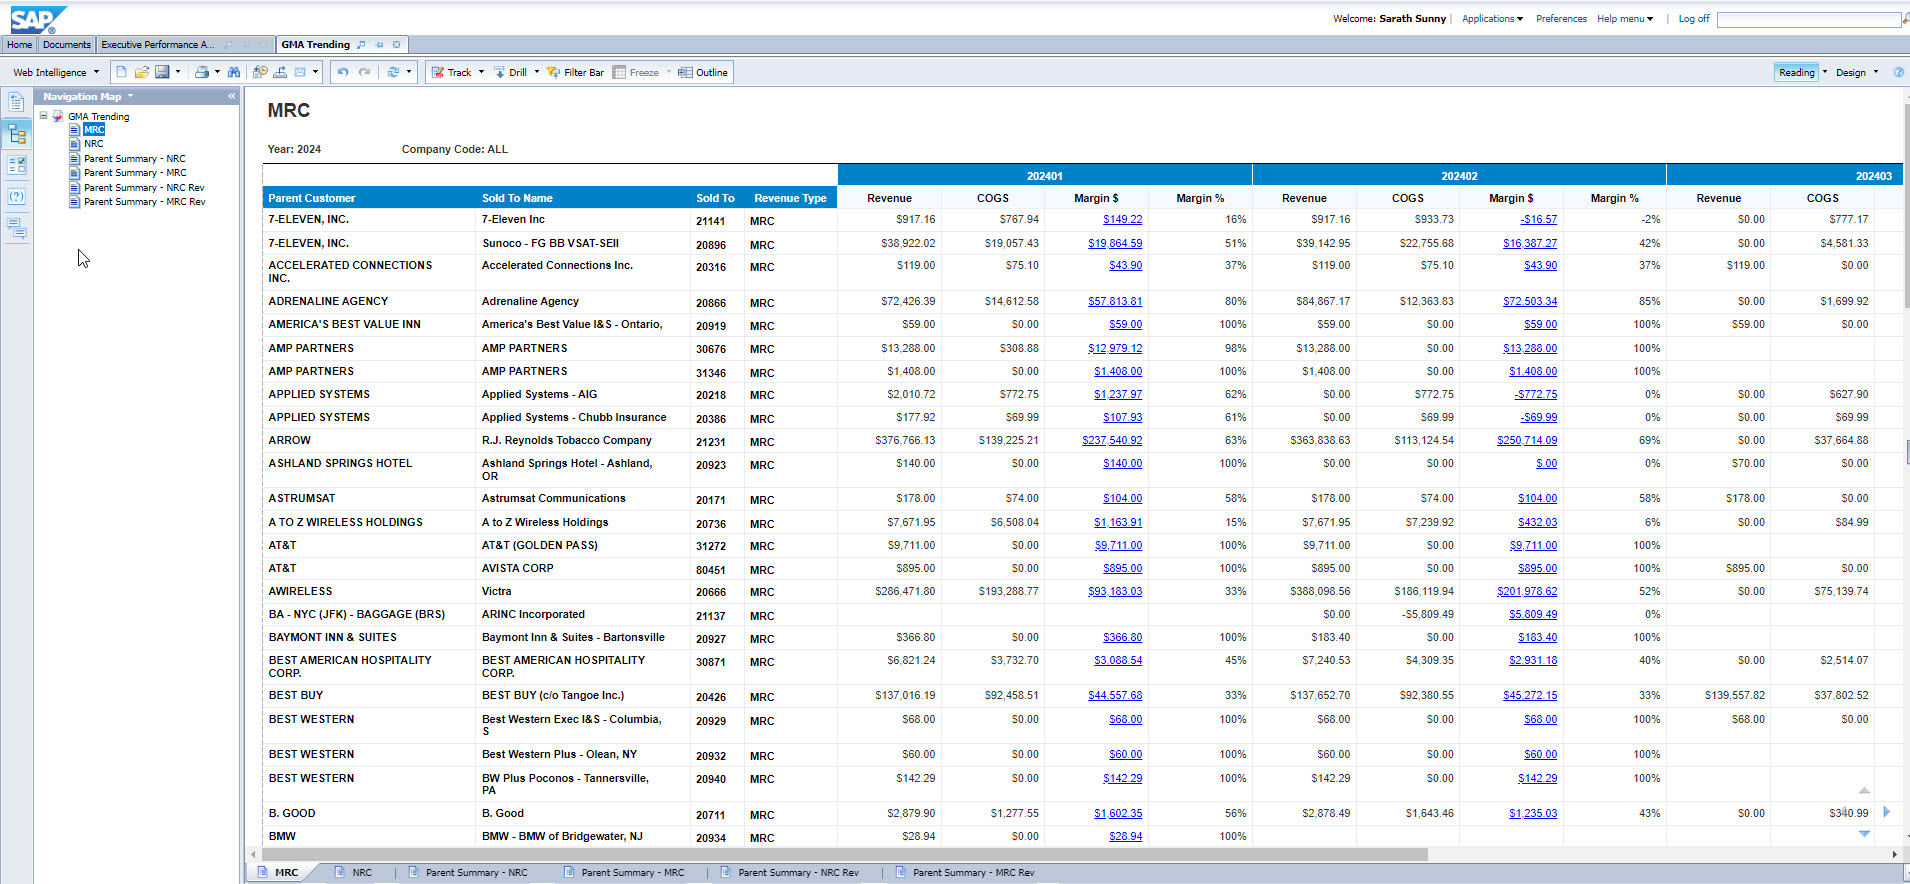 SAP
Welcome: Sarath Sunny | Applications Preferences Help menu | Log off
Home Documents Executive Performance A... GMA Trending
Web Intelligence Track Drill Filter Bar Freeze Outline Reading Design
Navigation Map
GMA Trending
MRC
NRC
Parent Summary - NRC
Parent Summary - MRC
Parent Summary - NRC Rev
Parent Summary - MRC Rev
MRC
Year: 2024 Company Code: ALL
202401 202402 202403
Parent Customer Sold To Name Sold To Revenue Type Revenue COGS Margin $ Margin % Revenue COGS Margin $ Margin % Revenue COGS
7-ELEVEN, INC. 7-Eleven Inc 21141 MRC $917.16 $767.94 $149.22 16% $917.16 $933.73 -$16.57 -2% $0.00 $777.17
7-ELEVEN, INC. Sunoco - FG BB VSAT-SEII 20896 MRC $38,922.02 $19,057.43 $19,864.59 51% $39,142.95 $22,755.68 $16,387.27 42% $0.00 $4,581.33
ACCELERATED CONNECTIONS Accelerated Connections Inc. 20316 MRC $119.00 $75.10 $43.90 37% $119.00 $75.10 $43.90 37% $119.00 $0.00
INC.
ADRENALINE AGENCY Adrenaline Agency 20866 MRC $72,426.39 $14,612.58 $57,813.81 80% $84,867.17 $12,363.83 $72,503.34 85% $0.00 $1,699.92
AMERICA'S BEST VALUE INN America's Best Value I&S - Ontario, 20919 MRC $59.00 $0.00 $59.00 100% $59.00 $0.00 $59.00 100% $59.00 $0.00
AMP PARTNERS AMP PARTNERS 30676 MRC $13,288.00 $308.88 $12,979.12 98% $13,288.00 $0.00 $13,288.00 100%
AMP PARTNERS AMP PARTNERS 31346 MRC $1,408.00 $0.00 $1,408.00 100% $1,408.00 $0.00 $1,408.00 100%
APPLIED SYSTEMS Applied Systems - AIG 20218 MRC $2,010.72 $772.75 $1,237.97 62% $0.00 $772.75 -$772.75 0% $0.00 $627.90
APPLIED SYSTEMS Applied Systems - Chubb Insurance 20386 MRC $177.92 $69.99 $107.93 61% $0.00 $69.99 -$69.99 0% $0.00 $69.99
ARROW R.J. Reynolds Tobacco Company 21231 MRC $376,766.13 $139,225.21 $237,540.92 63% $363,838.63 $113,124.54 $250,714.09 69% $0.00 $37,664.88
ASHLAND SPRINGS HOTEL Ashland Springs Hotel - Ashland, 20923 MRC $140.00 $0.00 $140.00 100% $0.00 $0.00 $.00 0% $70.00 $0.00
OR
ASTRUMSAT Astrumsat Communications 20171 MRC $178.00 $74.00 $104.00 58% $178.00 $74.00 $104.00 58% $178.00 $0.00
A TO Z WIRELESS HOLDINGS A to Z Wireless Holdings 20736 MRC $7,671.95 $6,508.04 $1,163.91 15% $7,671.95 $7,239.92 $432.03 6% $0.00 $84.99
AT&T AT&T (GOLDEN PASS) 31272 MRC $9,711.00 $0.00 $9,711.00 100% $9,711.00 $0.00 $9,711.00 100%
AT&T AVISTA CORP 80451 MRC $895.00 $0.00 $895.00 100% $895.00 $0.00 $895.00 100% $895.00 $0.00
AWIRELESS Victra 20666 MRC $286,471.80 $193,288.77 $93,183.03 33% $388,098.56 $186,119.94 $201,978.62 52% $0.00 $75,139.74
BA - NYC (JFK) - BAGGAGE (BRS) ARINC Incorporated 21137 MRC $0.00 -$5,809.49 $5,809.49 0%
BAYMONT INN & SUITES Baymont Inn & Suites - Bartonsville 20927 MRC $366.80 $0.00 $366.80 100% $183.40 $0.00 $183.40 100%
BEST AMERICAN HOSPITALITY BEST AMERICAN HOSPITALITY 30871 MRC $6,821.24 $3,732.70 $3,088.54 45% $7,240.53 $4,309.35 $2,931.18 40% $0.00 $2,514.07
CORP. CORP.
BEST BUY BEST BUY (c/o Tangoe Inc.) 20426 MRC $137,016.19 $92,458.51 $44,557.68 33% $137,652.70 $92,380.55 $45,272.15 33% $139,557.82 $37,802.52
BEST WESTERN Best Western Exec I&S - Columbia, 20929 MRC $68.00 $0.00 $68.00 100% $68.00 $0.00 $68.00 100% $68.00 $0.00
S
BEST WESTERN Best Western Plus - Olean, NY 20932 MRC $60.00 $0.00 $60.00 100% $60.00 $0.00 $60.00 100%
BEST WESTERN BW Plus Poconos - Tannersville, 20940 MRC $142.29 $0.00 $142.29 100% $142.29 $0.00 $142.29 100%
PA
B. GOOD B. Good 20711 MRC $2,879.90 $1,277.55 $1,602.35 56% $2,878.49 $1,643.46 $1,235.03 43% $0.00 $340.99
BMW BMW - BMW of Bridgewater, NJ 20934 MRC $28.94 $0.00 $28.94 100%
MRC NRC Parent Summary - NRC Parent Summary - MRC Parent Summary - NRC Rev Parent Summary - MRC Rev